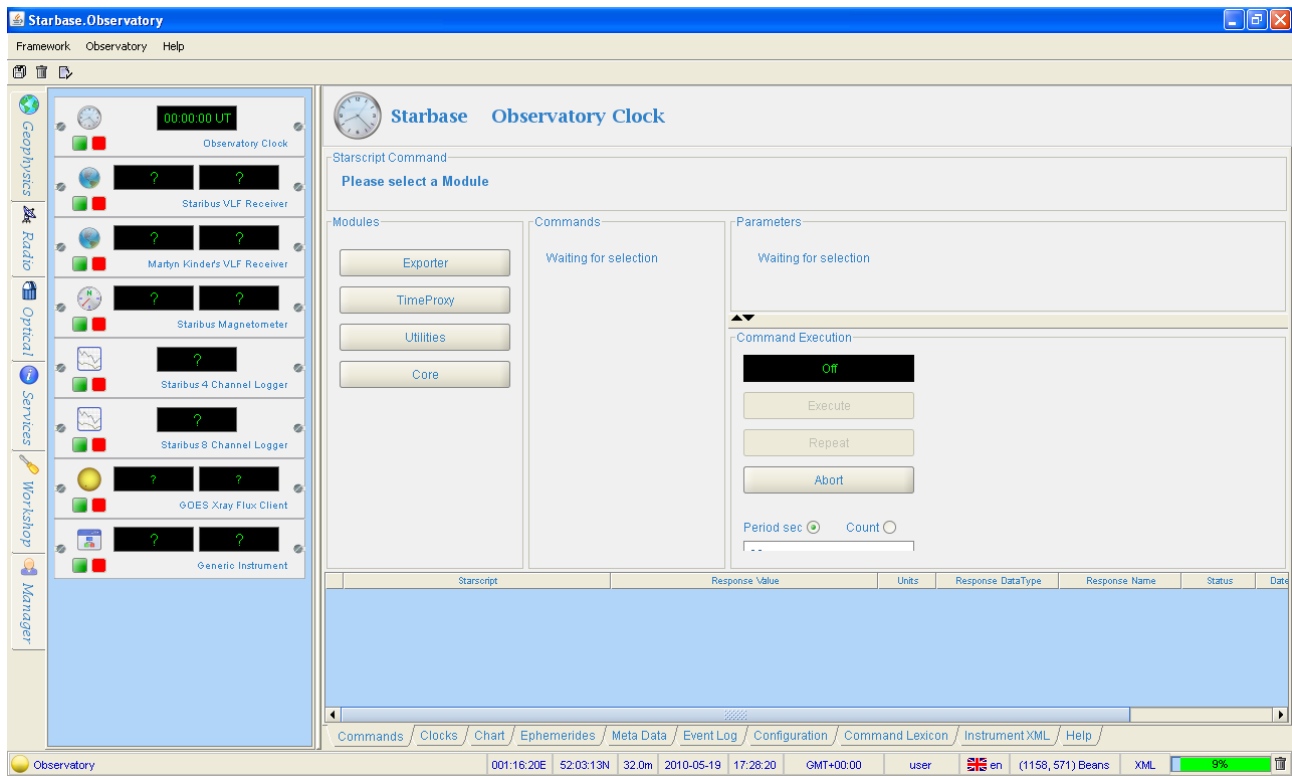 Starbase.Observatory
Framework Observatory Help
Geophysics
Radio
Optical
Services
Workshop
Manager
00:00:00 UT
Observatory Clock
? ?
Staribus VLF Receiver
? ?
Martyn Kinder's VLF Receiver
? ?
Staribus Magnetometer
?
Staribus 4 Channel Logger
?
Staribus 8 Channel Logger
? ?
GOES Xray Flux Client
? ?
Generic Instrument
Starbase Observatory Clock
Starscript Command
Please select a Module
Modules
Exporter
TimeProxy
Utilities
Core
Commands
Waiting for selection
Parameters
Waiting for selection
Command Execution
Off
Execute
Repeat
Abort
Period sec Count
Starscript Response Value Units Response DataType Response Name Status Date
Commands Clocks Chart Ephemerides Meta Data Event Log Configuration Command Lexicon Instrument XML Help
Observatory 001:16:20E 52:03:13N 32.0m 2010-05-19 17:28:20 GMT+00:00 user en (1158, 571) Beans XML 9%